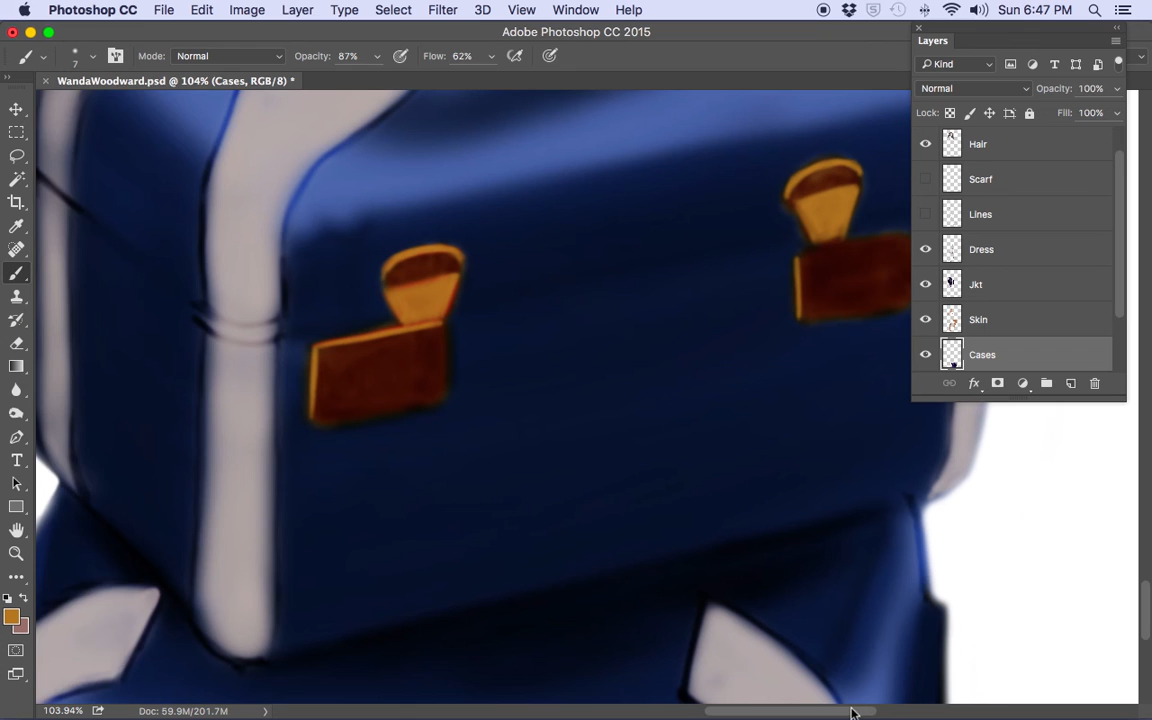 Photoshop CC File Edit Image Layer Type Select Filter 3D View Window Help Sun 6:47 PM
Adobe Photoshop CC 2015
7 Mode: Normal Opacity: 87% Flow: 62%
WandaWoodward.psd @ 104% (Cases, RGB/8) *
Layers
Kind
Normal Opacity: 100%
Lock: Fill: 100%
Hair
Scarf
Lines
Dress
Jkt
Skin
Cases
fx
103.94% Doc: 59.9M/201.7M